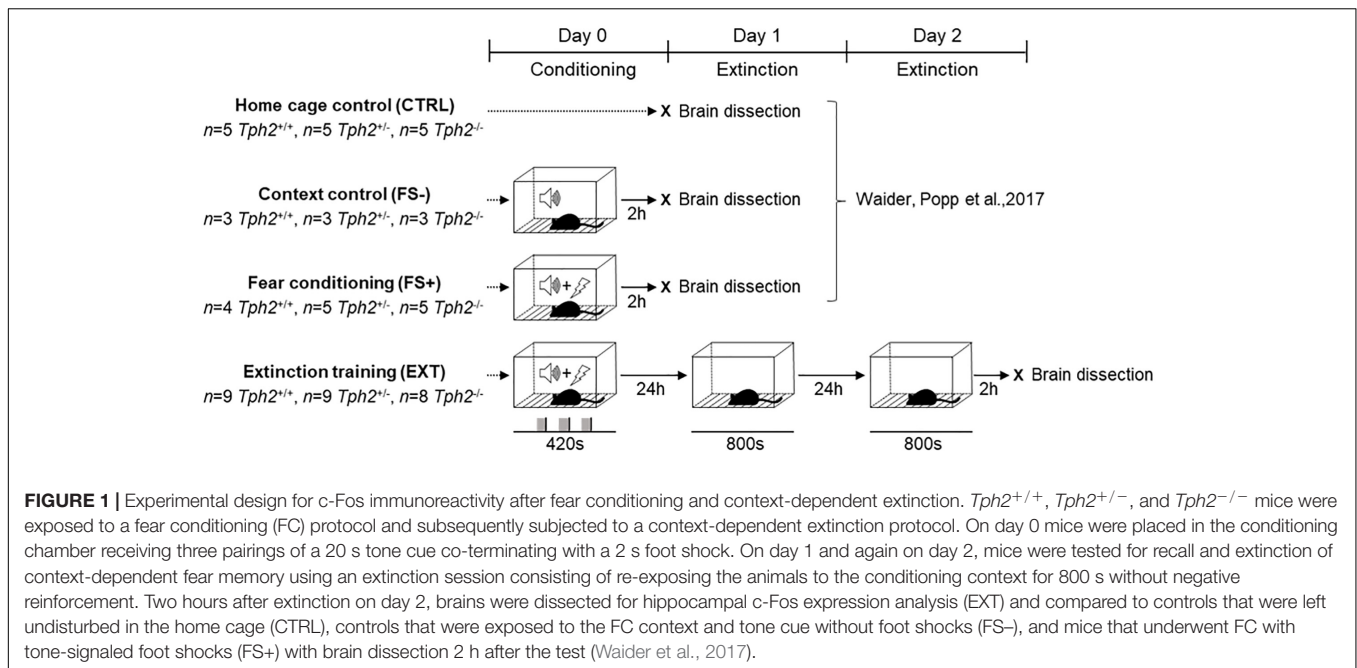 Day 0 Day 1 Day 2
Conditioning Extinction Extinction
Home cage control (CTRL)
X Brain dissection
n=5 Tph2+/+, n=5 Tph2+/-, n=5 Tph2-/-
Context control (FS-)
X Brain dissection
n=3 Tph2+/+, n=3 Tph2+/-, n=3 Tph2-/-
2h
Waider, Popp et al.,2017
Fear conditioning (FS+)
+
X Brain dissection
n=4 Tph2+/+, n=5 Tph2+/-, n=5 Tph2-/-
2h
Extinction training (EXT)
+
X Brain dissection
n=9 Tph2+/+, n=9 Tph2+/-, n=8 Tph2-/-
24h 24h 2h
420s 800s 800s
FIGURE 1 | Experimental design for c-Fos immunoreactivity after fear conditioning and context-dependent extinction. Tph2+/+, Tph2+/−, and Tph2−/− mice were
exposed to a fear conditioning (FC) protocol and subsequently subjected to a context-dependent extinction protocol. On day 0 mice were placed in the conditioning
chamber receiving three pairings of a 20 s tone cue co-terminating with a 2 s foot shock. On day 1 and again on day 2, mice were tested for recall and extinction of
context-dependent fear memory using an extinction session consisting of re-exposing the animals to the conditioning context for 800 s without negative
reinforcement. Two hours after extinction on day 2, brains were dissected for hippocampal c-Fos expression analysis (EXT) and compared to controls that were left
undisturbed in the home cage (CTRL), controls that were exposed to the FC context and tone cue without foot shocks (FS−), and mice that underwent FC with
tone-signaled foot shocks (FS+) with brain dissection 2 h after the test (Waider et al., 2017).